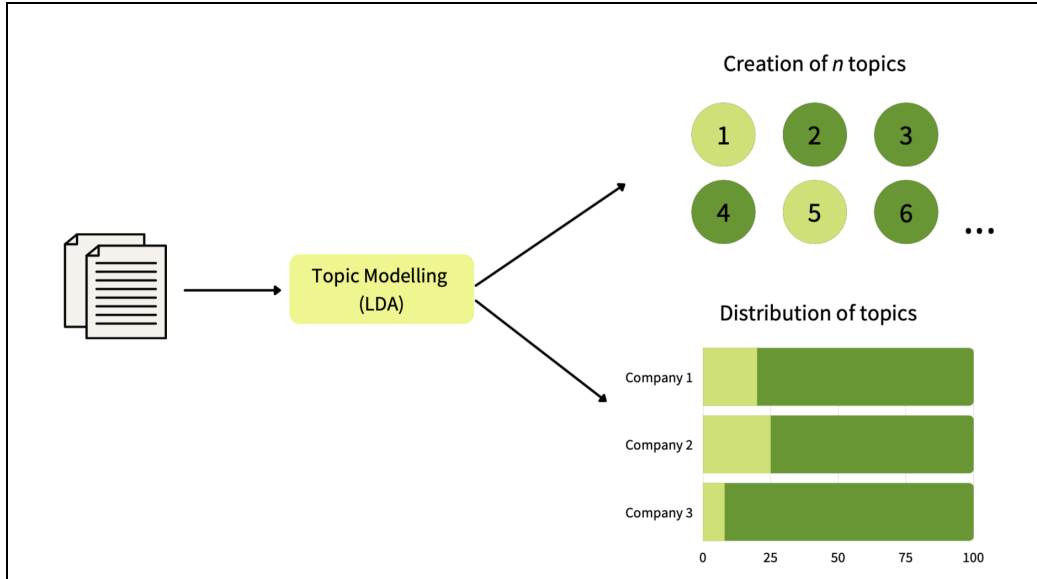 Creation of n topics
1 2 3
4 5 6 ...
Topic Modelling
(LDA)
Distribution of topics
Company 1
Company 2
Company 3
0 25 50 75 100